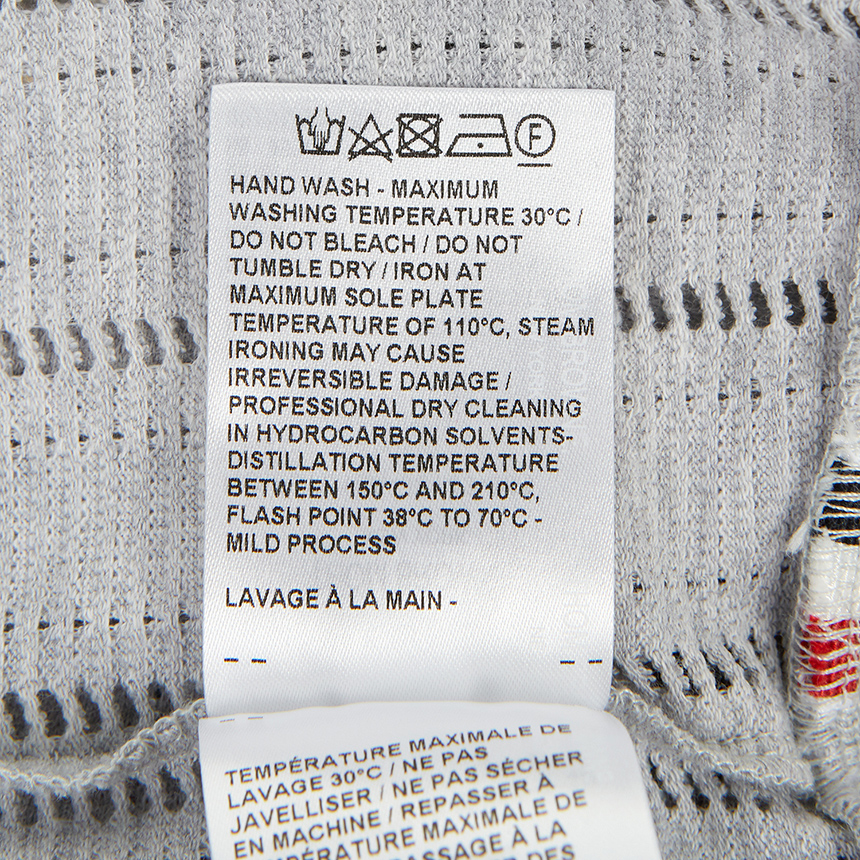 F
HAND WASH - MAXIMUM
WASHING TEMPERATURE 30°C /
DO NOT BLEACH / DO NOT
TUMBLE DRY / IRON AT
MAXIMUM SOLE PLATE
TEMPERATURE OF 110°C, STEAM
IRONING MAY CAUSE
IRREVERSIBLE DAMAGE /
PROFESSIONAL DRY CLEANING
IN HYDROCARBON SOLVENTS-
DISTILLATION TEMPERATURE
BETWEEN 150°C AND 210°C,
FLASH POINT 38°C TO 70°C -
MILD PROCESS
LAVAGE À LA MAIN -
TEMPÉRATURE MAXIMALE DE
LAVAGE 30°C / NE PAS
JAVELLISER / NE PAS SÉCHER
EN MACHINE / REPASSER À
TEMPÉRATURE MAXIMALE DE